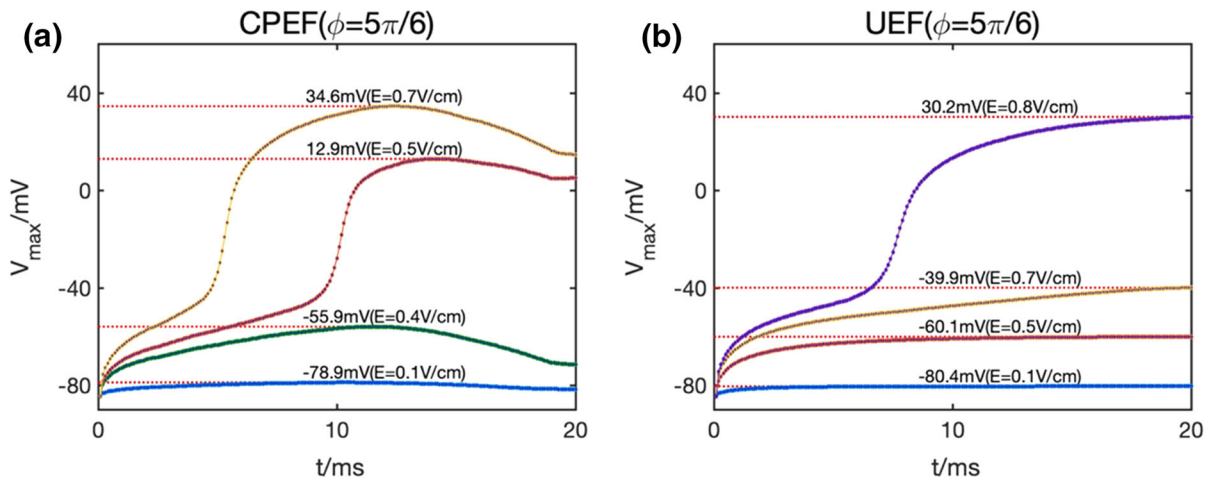 (a)
CPEF(ϕ=5π/6)
40
0
-40
-80
V_max/mV
34.6mV(E=0.7V/cm)
12.9mV(E=0.5V/cm)
-55.9mV(E=0.4V/cm)
-78.9mV(E=0.1V/cm)
0
10
20
t/ms
(b)
UEF(ϕ=5π/6)
40
0
-40
-80
V_max/mV
30.2mV(E=0.8V/cm)
-39.9mV(E=0.7V/cm)
-60.1mV(E=0.5V/cm)
-80.4mV(E=0.1V/cm)
0
10
20
t/ms